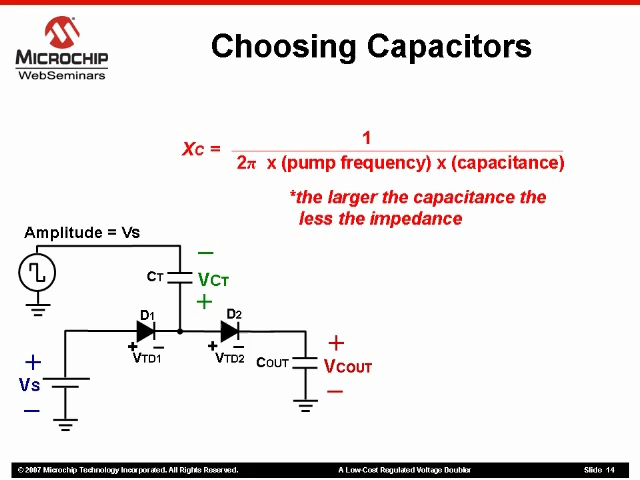 MICROCHIP
WebSeminars
Choosing Capacitors
XC =
1
2π x (pump frequency) x (capacitance)
*the larger the capacitance the
less the impedance
Amplitude = Vs
CT
−
VCT
+
D1
D2
+ −
VTD1
+ −
VTD2
COUT
+
VCOUT
−
+
VS
−
© 2007 Microchip Technology Incorporated. All Rights Reserved.
A Low-Cost Regulated Voltage Doubler
Slide 14